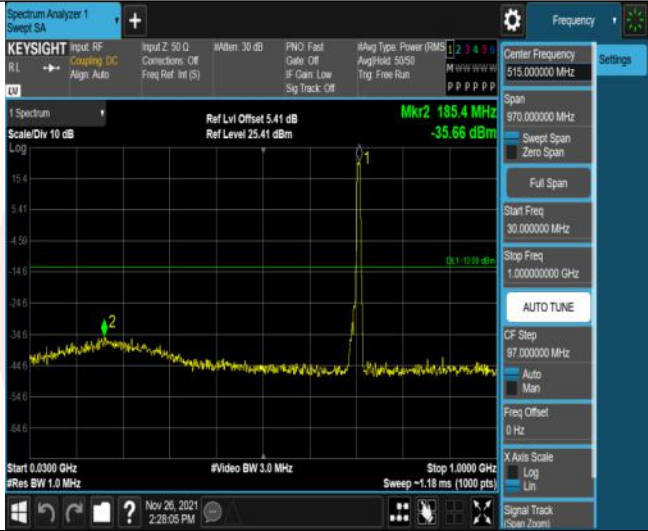 Spectrum Analyzer 1
Swept SA
+
Frequency
KEYSIGHT
RL
LV
Input: RF
Coupling: DC
Align: Auto
Input Z: 50 Ω
Corrections: Off
Freq Ref: Int (S)
#Atten: 30 dB
PNO: Fast
Gate: Off
IF Gain: Low
Sig Track: Off
#Avg Type: Power (RMS
Avg|Hold: 50/50
Trig: Free Run
1 2 3 4 5 6
M W W W W W
P P P P P P
1 Spectrum
Scale/Div 10 dB
Log
Ref Lvl Offset 5.41 dB
Ref Level 25.41 dBm
Mkr2 185.4 MHz
-35.66 dBm
15.4
5.41
-4.59
-14.6
-24.6
-34.6
-44.6
-54.6
-64.6
1
2
DL1 -13.00 dBm
Start 0.0300 GHz
#Res BW 1.0 MHz
#Video BW 3.0 MHz
Stop 1.0000 GHz
Sweep ~1.18 ms (1000 pts)
?
Nov 26, 2021
2:28:05 PM
Center Frequency
515.000000 MHz
Settings
Span
970.000000 MHz
Swept Span
Zero Span
Full Span
Start Freq
30.000000 MHz
Stop Freq
1.000000000 GHz
AUTO TUNE
CF Step
97.000000 MHz
Auto
Man
Freq Offset
0 Hz
X Axis Scale
Log
Lin
Signal Track
(Span Zoom)